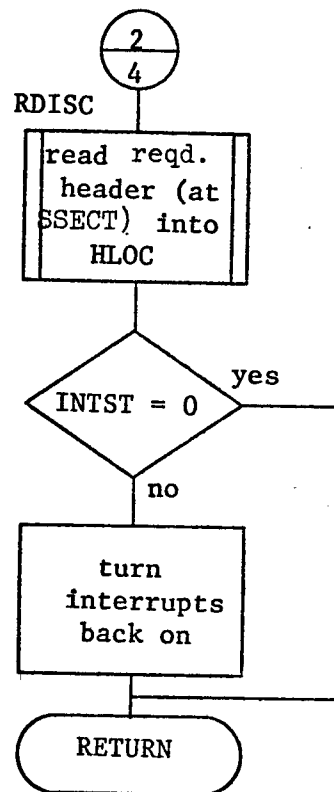 2
4
RDISC
read reqd.
header (at
SSECT) into
HLOC
INTST = 0
yes
no
turn
interrupts
back on
RETURN